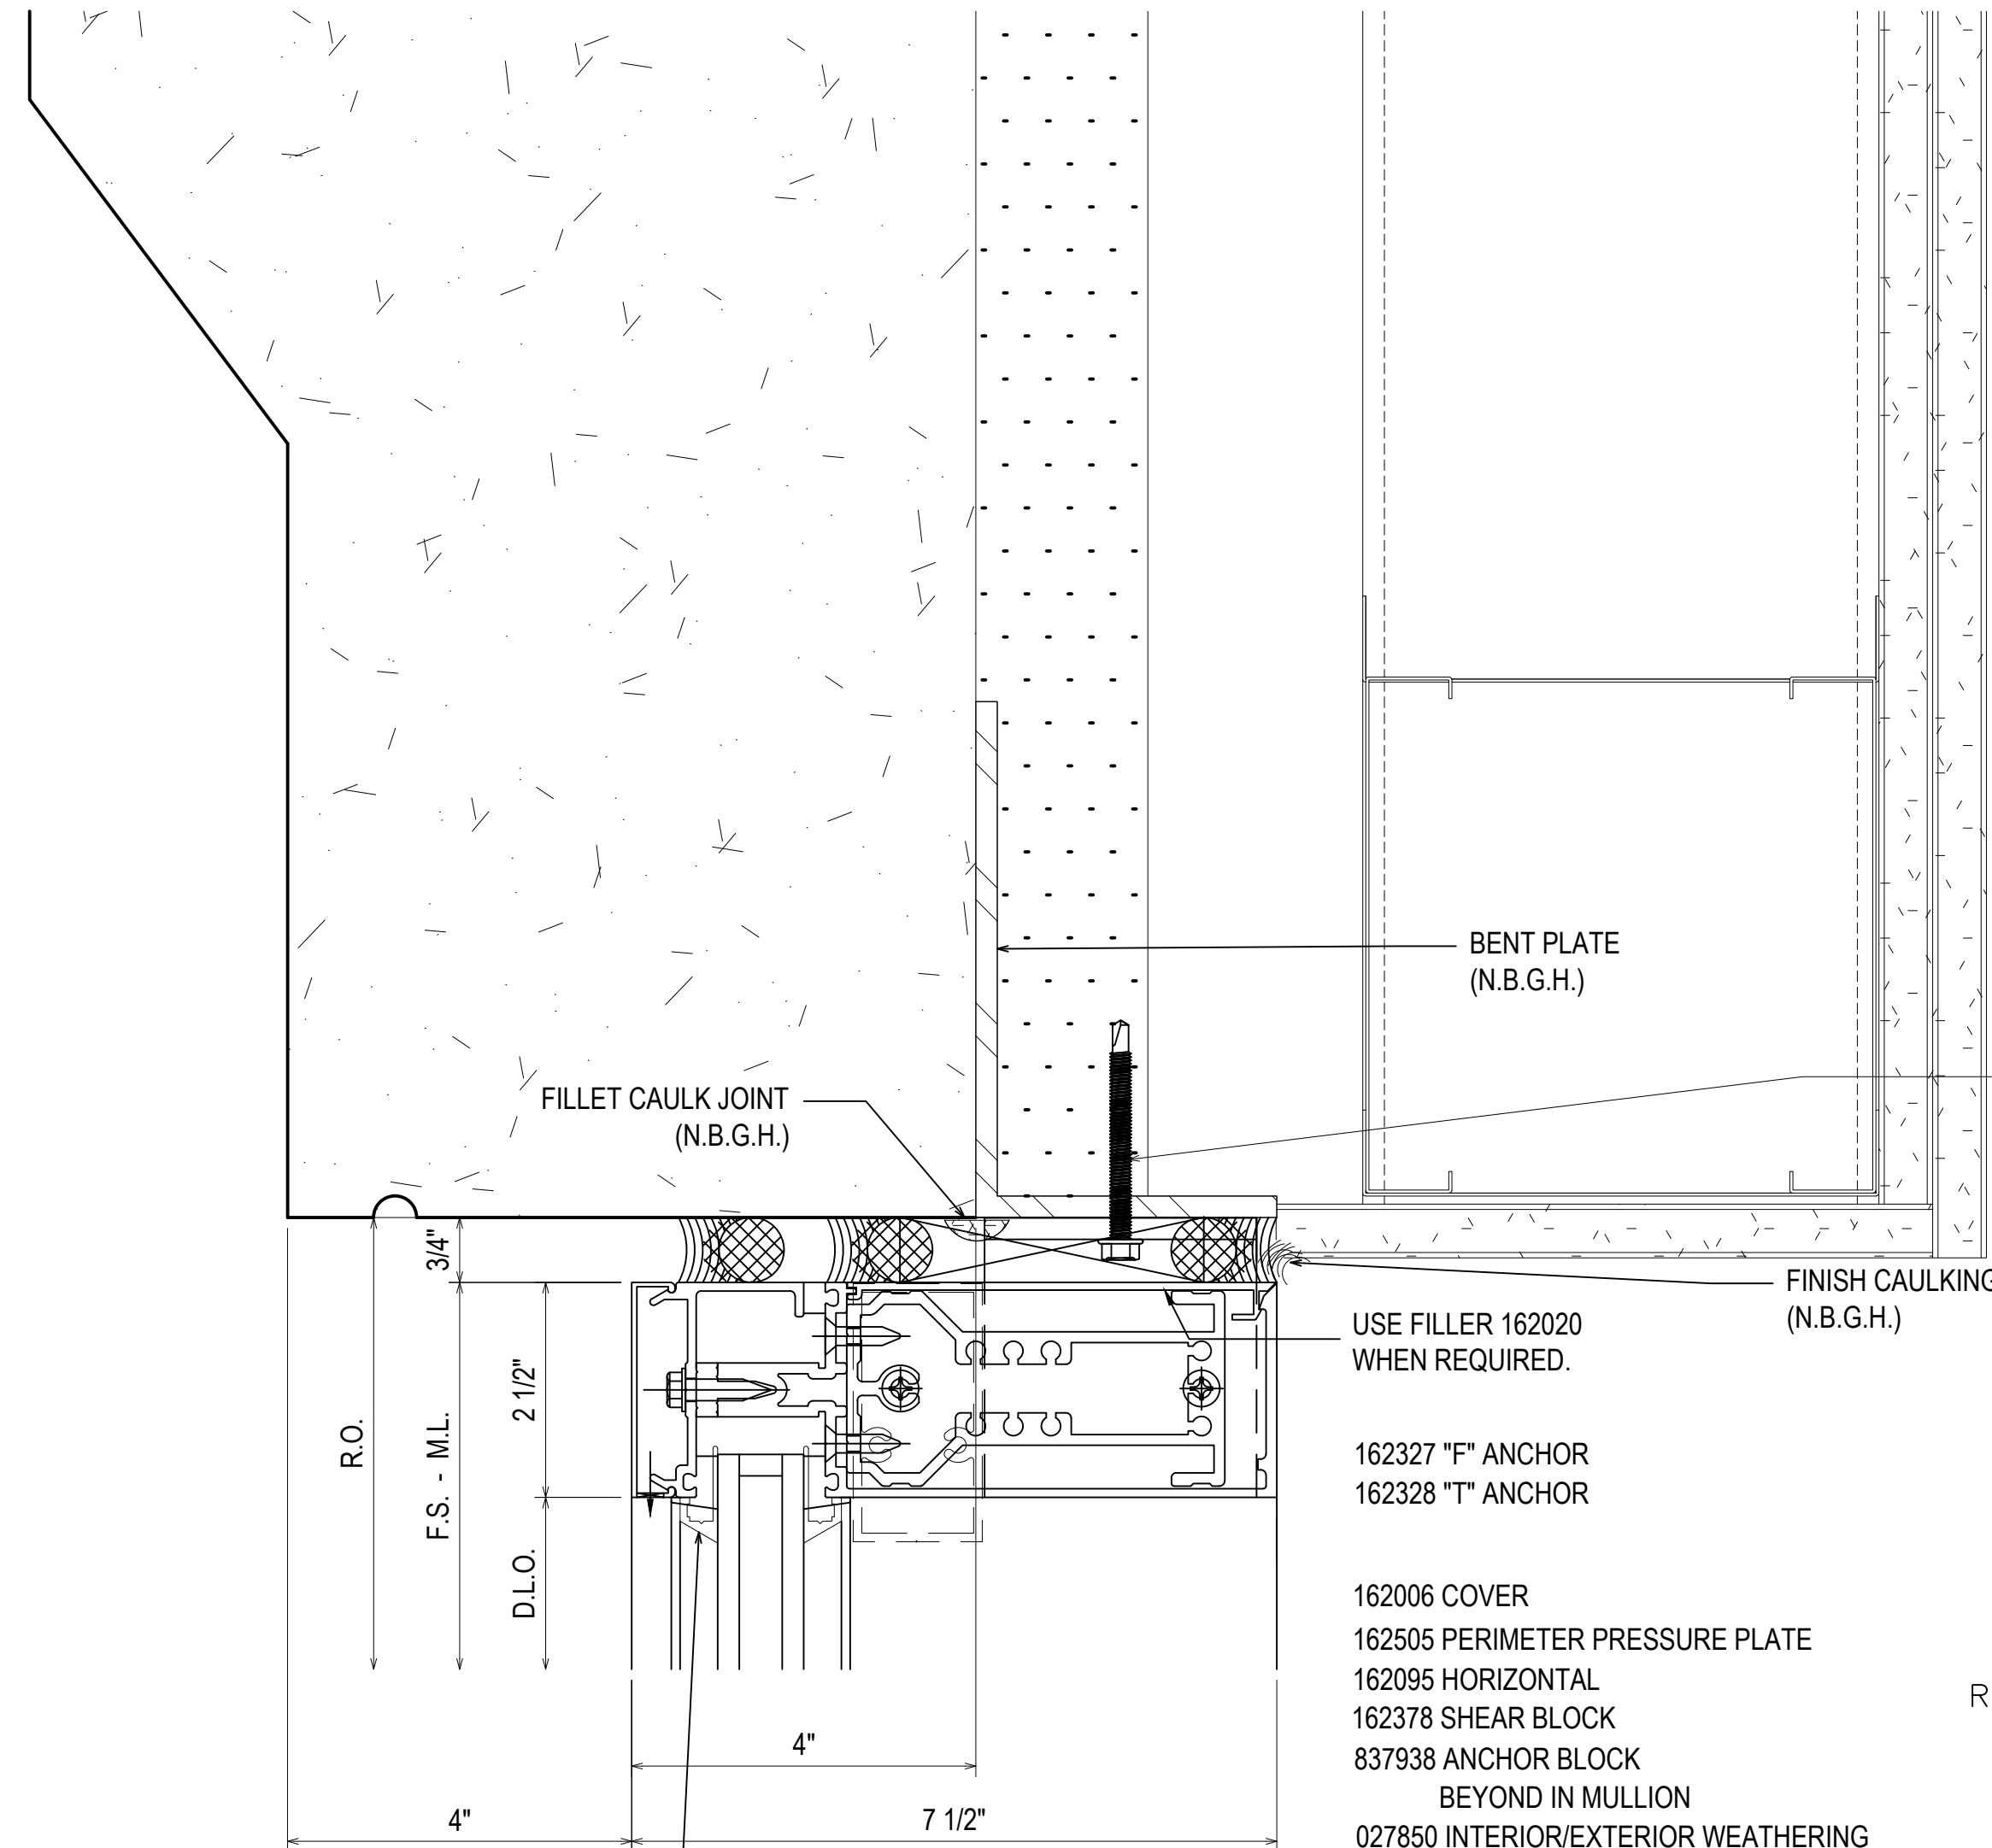 BENT PLATE
(N.B.G.H.)
FILLET CAULK JOINT
(N.B.G.H.)
3/4"
FINISH CAULKING
(N.B.G.H.)
USE FILLER 162020
WHEN REQUIRED.
2 1/2"
R.O.
F.S. - M.L.
D.L.O.
162327 "F" ANCHOR
162328 "T" ANCHOR
162006 COVER
162505 PERIMETER PRESSURE PLATE
162095 HORIZONTAL
R
162378 SHEAR BLOCK
4"
837938 ANCHOR BLOCK
BEYOND IN MULLION
4"
7 1/2"
027850 INTERIOR/EXTERIOR WEATHERING